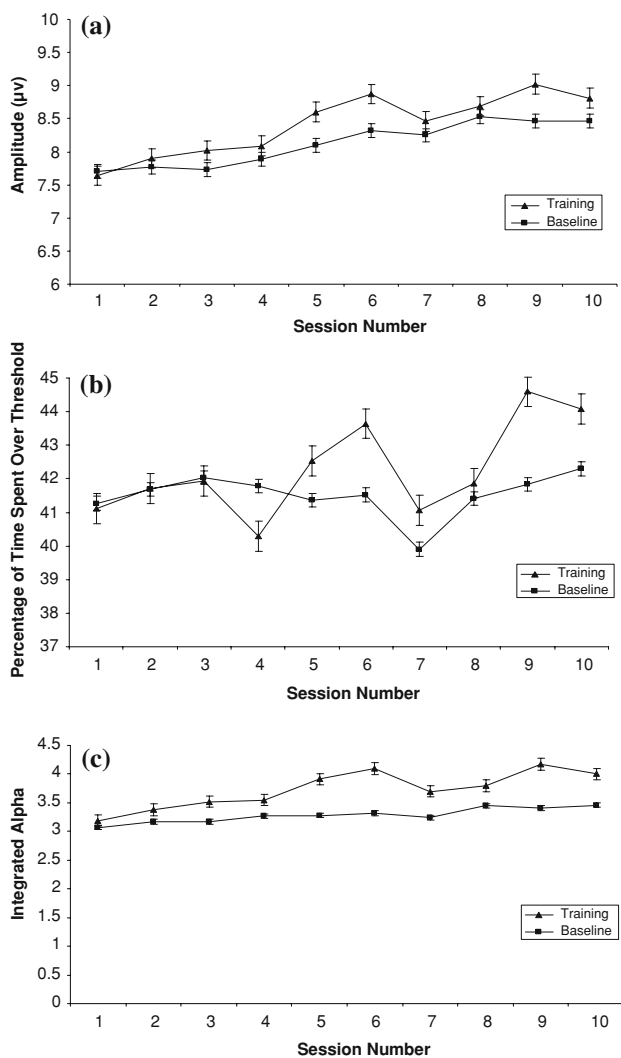 (a)
Amplitude (µv)
10
9.5
9
8.5
8
7.5
7
6.5
6
1 2 3 4 5 6 7 8 9 10
Session Number
Training
Baseline
(b)
Percentage of Time Spent Over Threshold
45
44
43
42
41
40
39
38
37
1 2 3 4 5 6 7 8 9 10
Session Number
Training
Baseline
(c)
Integrated Alpha
4.5
4
3.5
3
2.5
2
1.5
1
0.5
0
1 2 3 4 5 6 7 8 9 10
Session Number
Training
Baseline